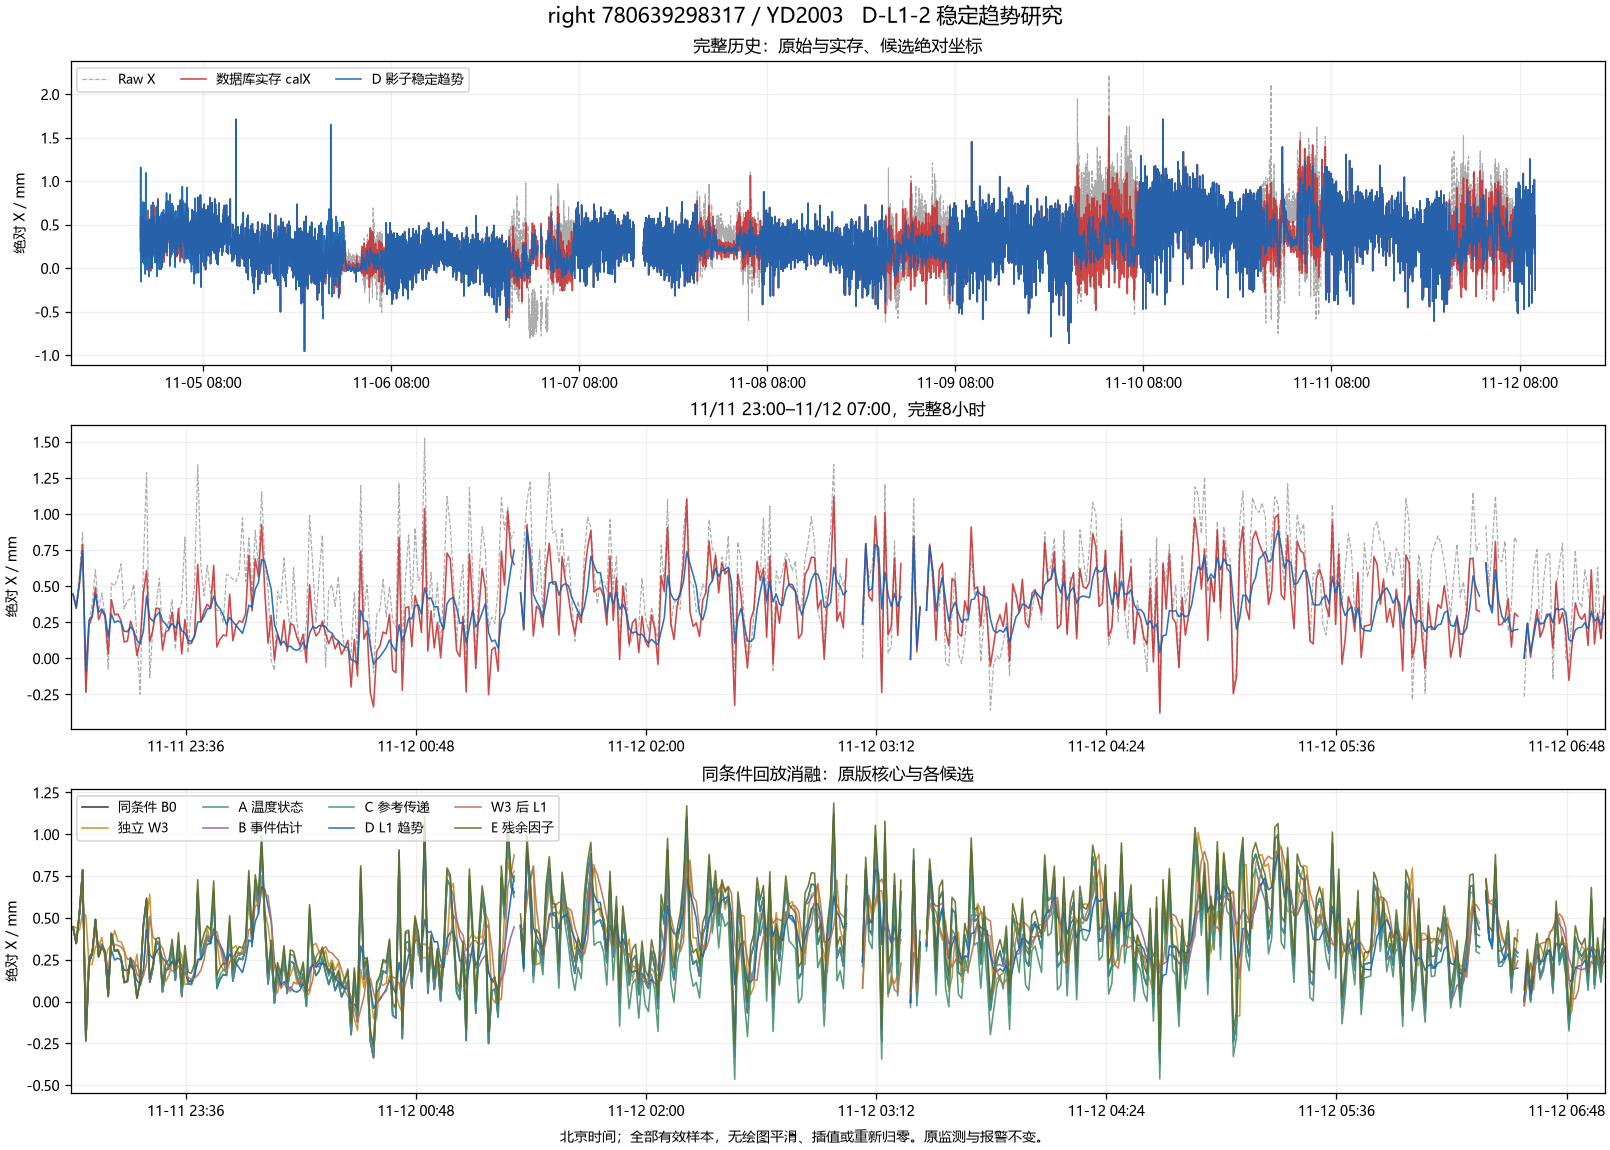 right 780639298317 / YD2003   D-L1-2 稳定趋势研究
完整历史：原始与实存、候选绝对坐标
Raw X
数据库实存 calX
D 影子稳定趋势
绝对 X / mm
2.0
1.5
1.0
0.5
0.0
-0.5
-1.0
11-05 08:00
11-06 08:00
11-07 08:00
11-08 08:00
11-09 08:00
11-10 08:00
11-11 08:00
11-12 08:00
11/11 23:00–11/12 07:00，完整8小时
绝对 X / mm
1.50
1.25
1.00
0.75
0.50
0.25
0.00
-0.25
11-11 23:36
11-12 00:48
11-12 02:00
11-12 03:12
11-12 04:24
11-12 05:36
11-12 06:48
同条件回放消融：原版核心与各候选
同条件 B0
A 温度状态
C 参考传递
W3 后 L1
独立 W3
B 事件估计
D L1 趋势
E 残余因子
绝对 X / mm
1.25
1.00
0.75
0.50
0.25
0.00
-0.25
-0.50
11-11 23:36
11-12 00:48
11-12 02:00
11-12 03:12
11-12 04:24
11-12 05:36
11-12 06:48
北京时间；全部有效样本，无绘图平滑、插值或重新归零。原监测与报警不变。